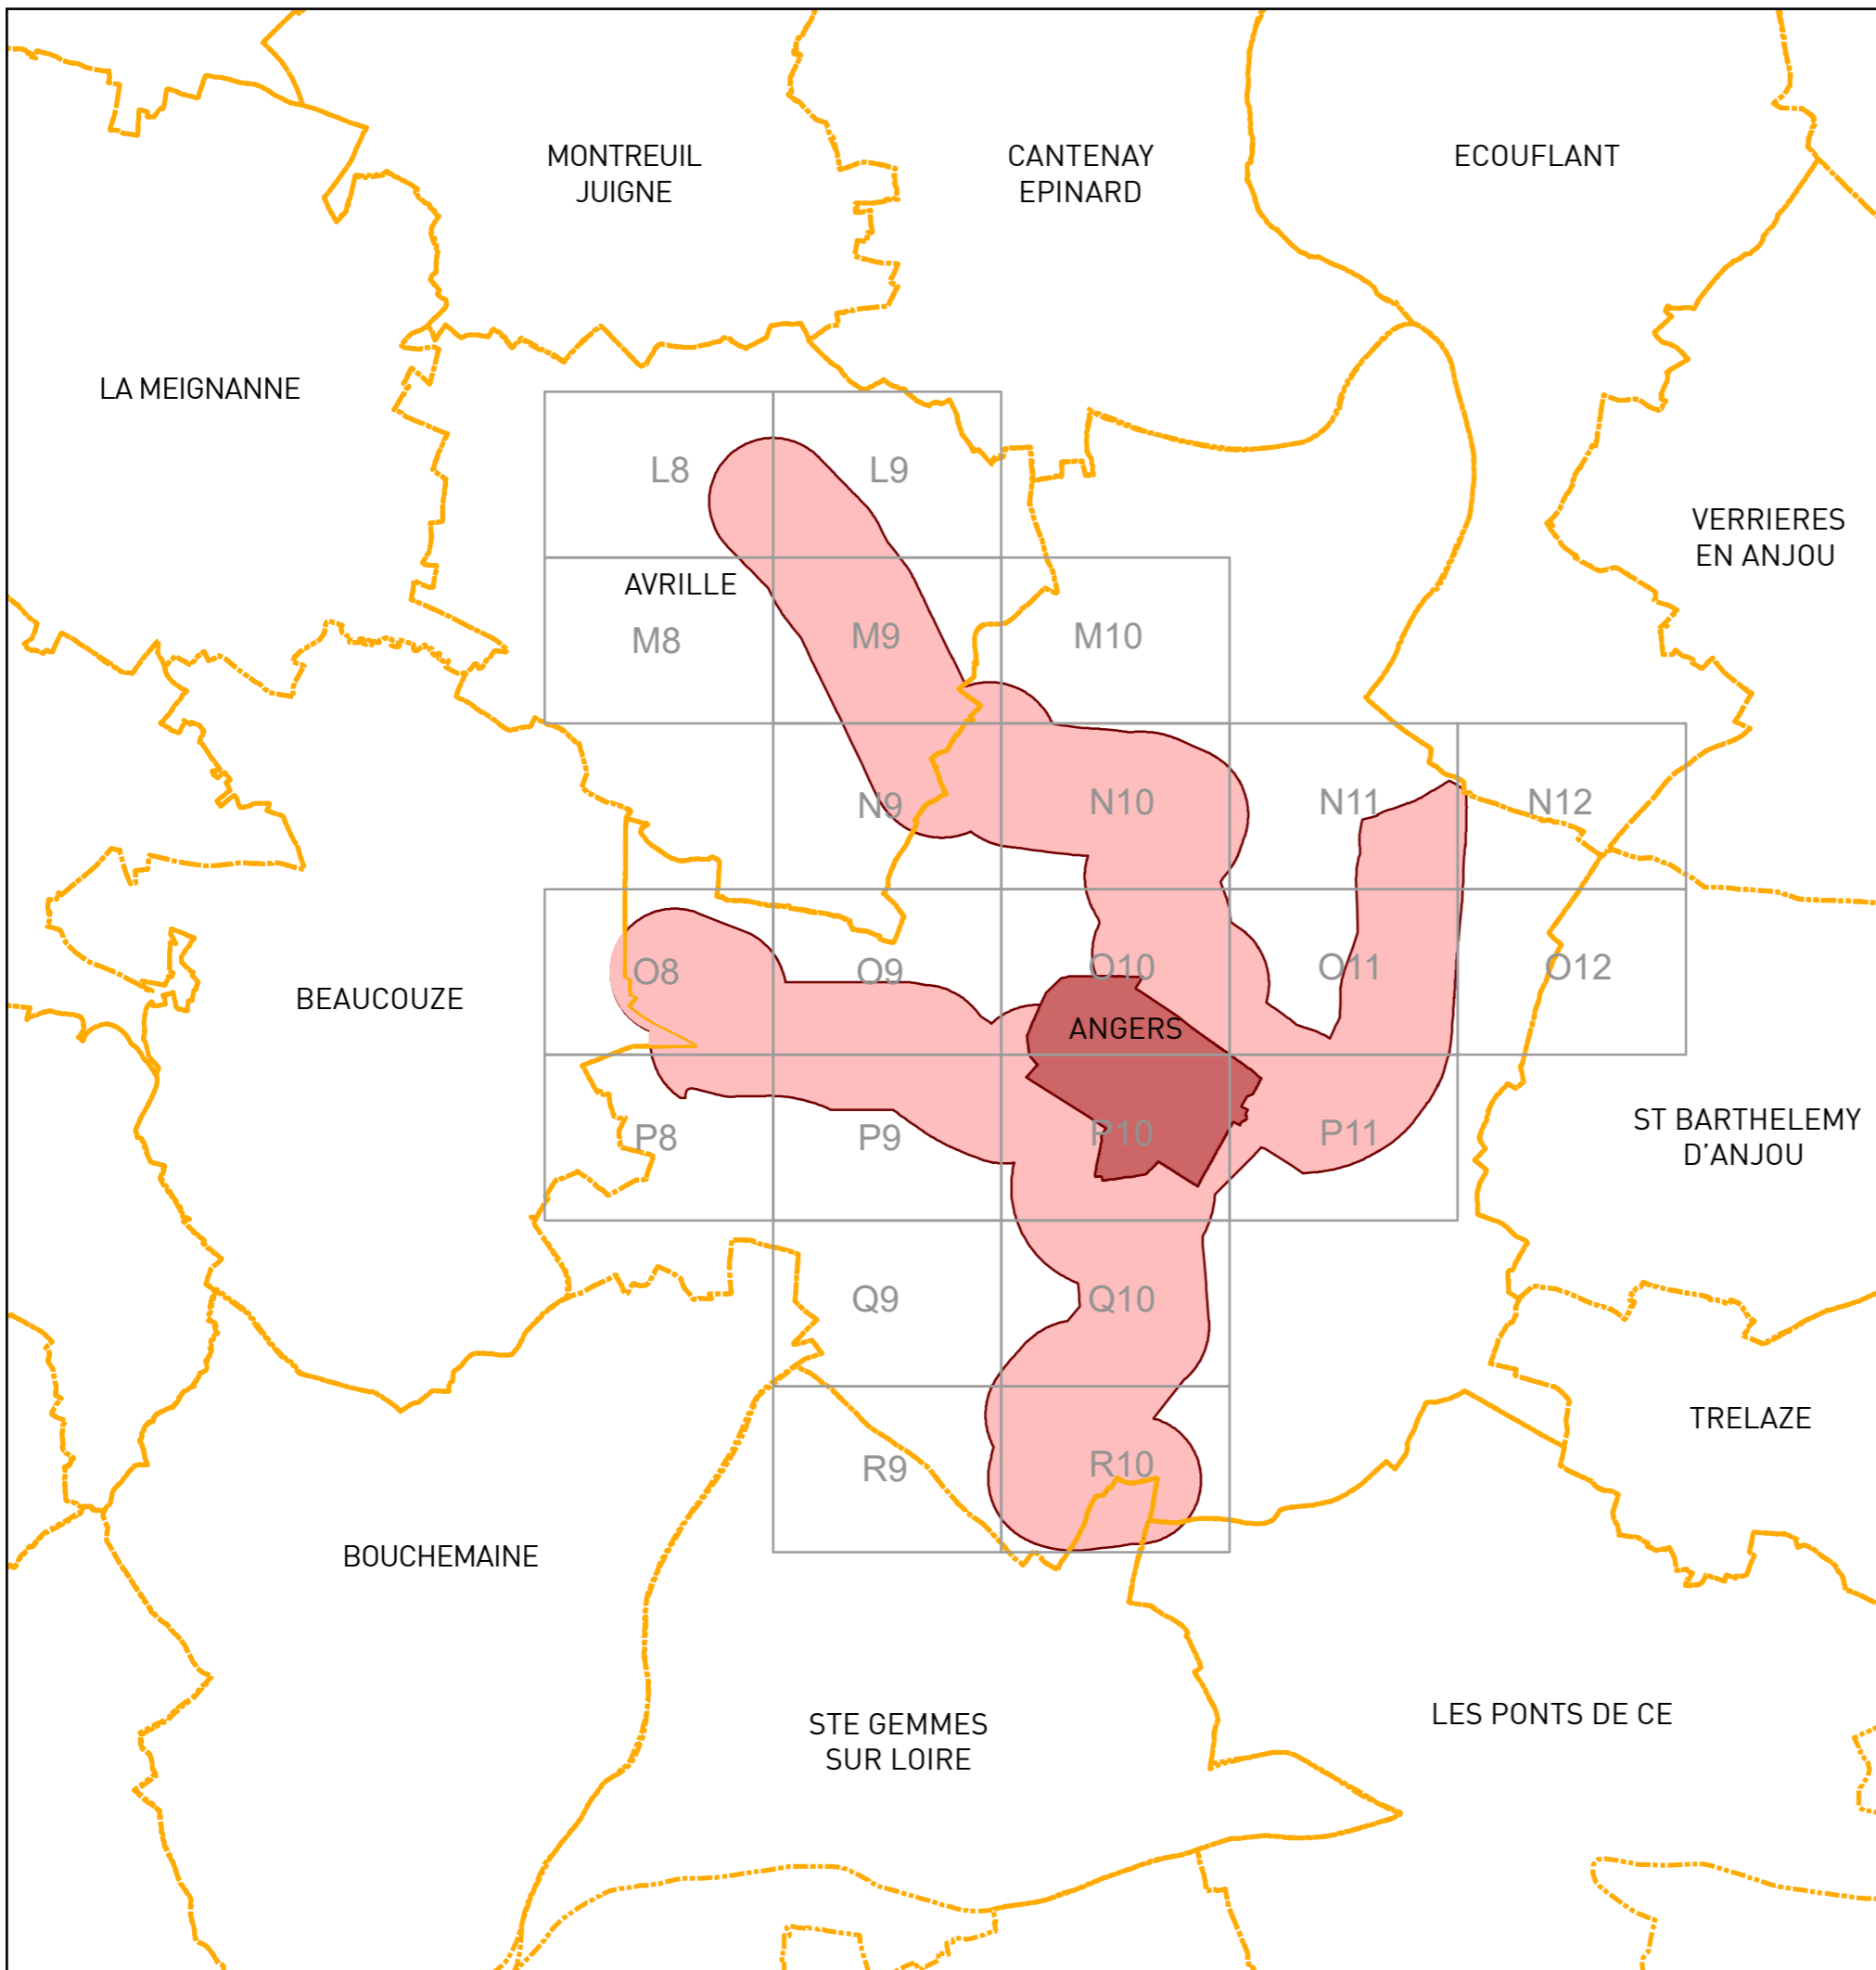 MONTREUIL
JUIGNE
CANTENAY
EPINARD
ECOUFLANT
LA MEIGNANNE
L8
L9
VERRIERES
EN ANJOU
AVRILLE
M8
M9
M10
N9
N10
N11
N12
O8
O9
O10
O11
O12
BEAUCOUZE
ANGERS
P8
P9
P10
P11
ST BARTHELEMY
D'ANJOU
Q9
Q10
TRELAZE
R9
R10
BOUCHEMAINE
STE GEMMES
SUR LOIRE
LES PONTS DE CE